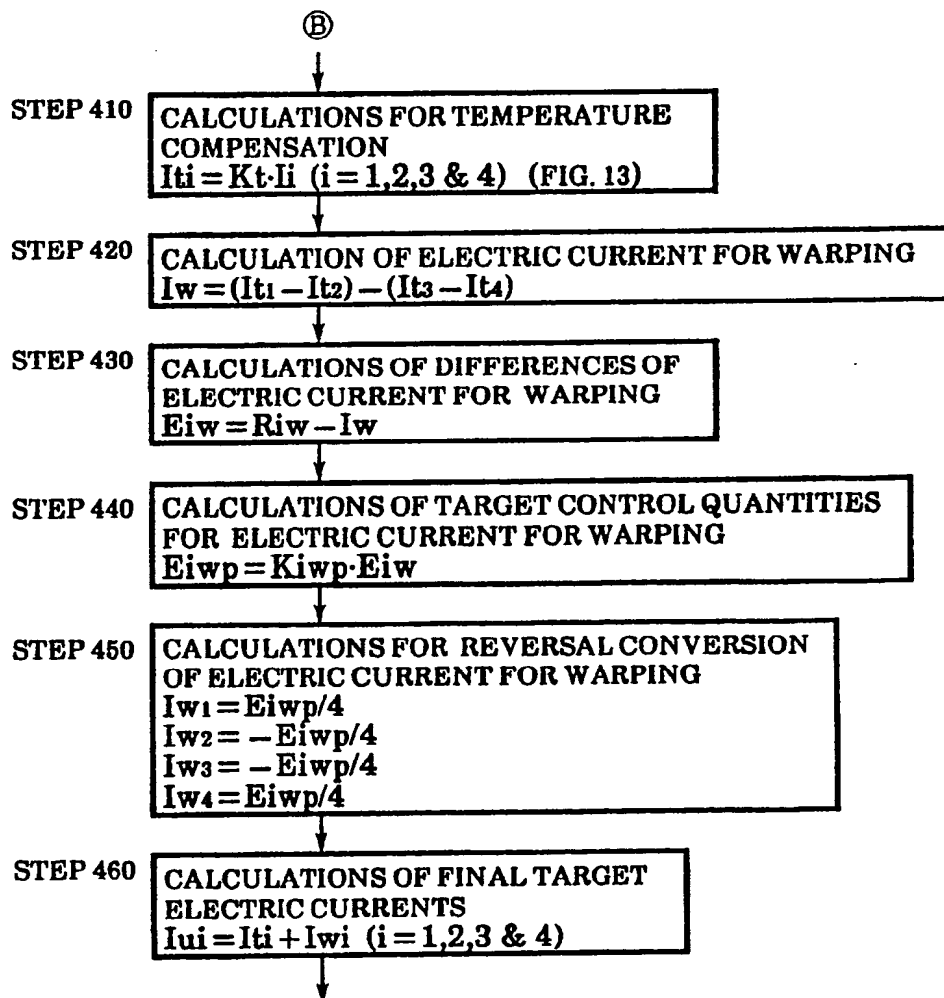 Ⓑ
STEP 410
CALCULATIONS FOR TEMPERATURE
COMPENSATION
Iti = Kt·Ii (i = 1,2,3 & 4) (FIG. 13)
STEP 420
CALCULATION OF ELECTRIC CURRENT FOR WARPING
Iw = (It1 − It2) − (It3 − It4)
STEP 430
CALCULATIONS OF DIFFERENCES OF
ELECTRIC CURRENT FOR WARPING
Eiw = Riw − Iw
STEP 440
CALCULATIONS OF TARGET CONTROL QUANTITIES
FOR ELECTRIC CURRENT FOR WARPING
Eiwp = Kiwp·Eiw
STEP 450
CALCULATIONS FOR REVERSAL CONVERSION
OF ELECTRIC CURRENT FOR WARPING
Iw1 = Eiwp/4
Iw2 = − Eiwp/4
Iw3 = − Eiwp/4
Iw4 = Eiwp/4
STEP 460
CALCULATIONS OF FINAL TARGET
ELECTRIC CURRENTS
Iui = Iti + Iwi (i = 1,2,3 & 4)